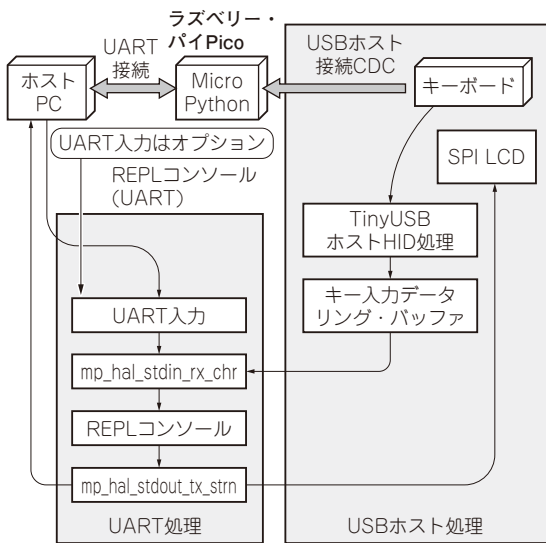 ラズベリー・
パイPico
UART
接続
USBホスト
接続CDC
ホスト
PC
Micro
Python
キーボード
UART入力はオプション
REPLコンソール
(UART)
SPI LCD
TinyUSB
ホストHID処理
キー入力データ
リング・バッファ
UART入力
mp_hal_stdin_rx_chr
REPLコンソール
mp_hal_stdout_tx_strn
UART処理
USBホスト処理